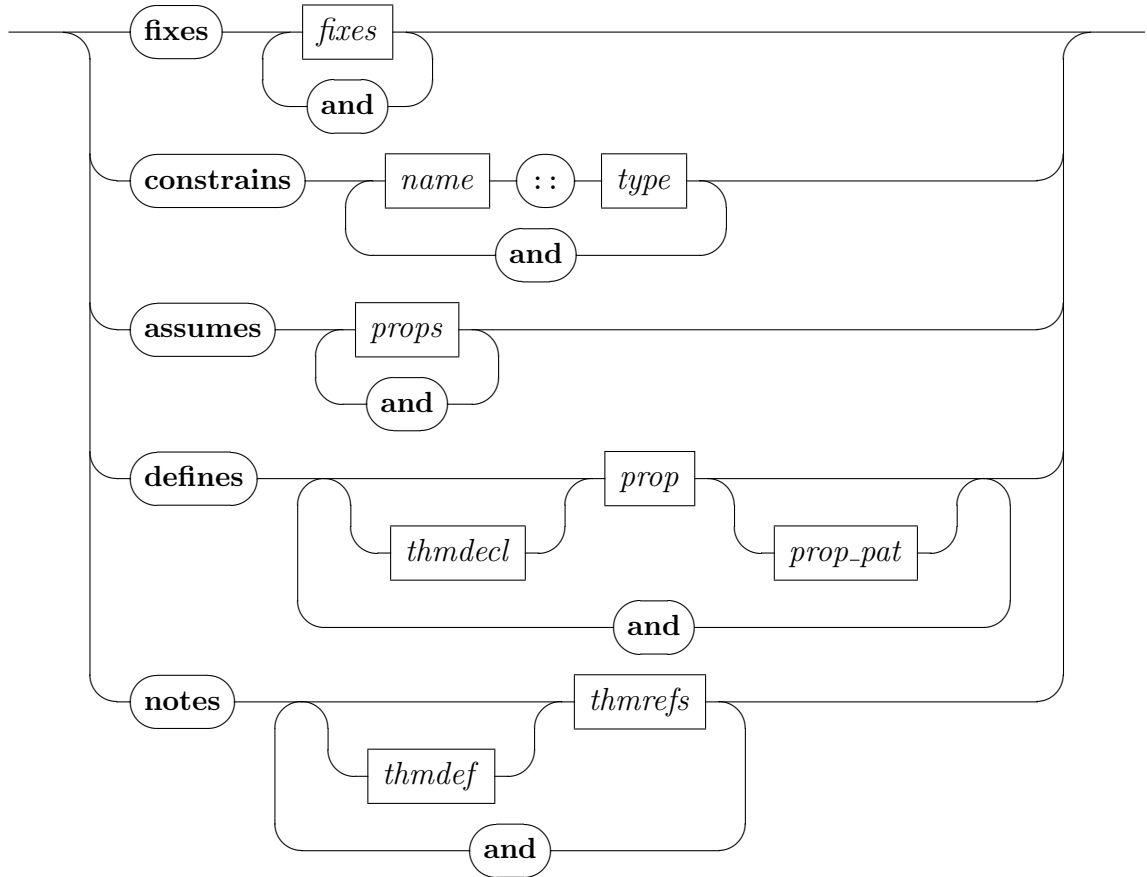 fixes fixes
and
constrains name :: type
and
assumes props
and
defines prop
thmdecl prop_pat
and
notes thmrefs
thmdef
and